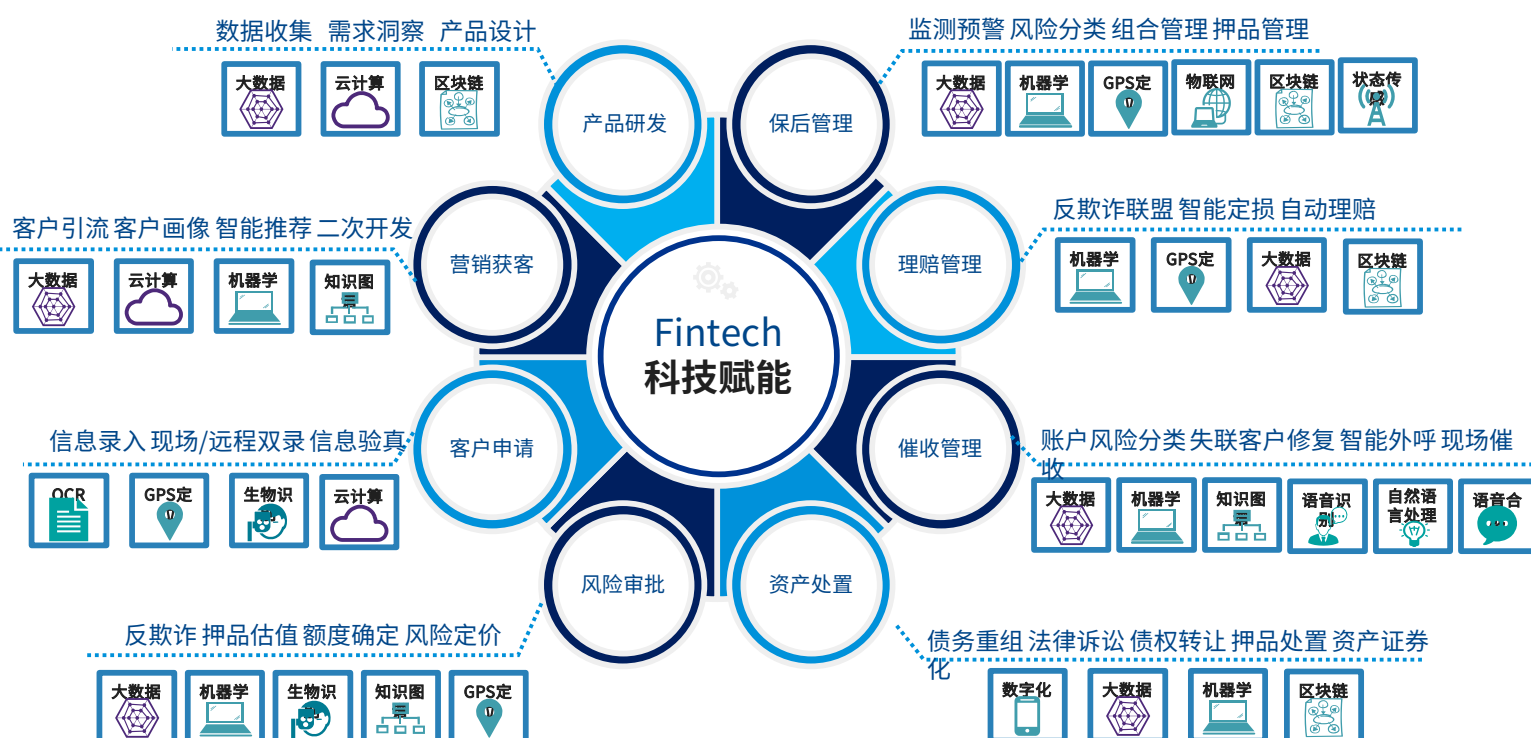 数据收集 需求洞察 产品设计
大数据
云计算
区块链
产品研发
监测预警 风险分类 组合管理 押品管理
大数据
机器学
GPS定
物联网
区块链
状态传
感
保后管理
客户引流 客户画像 智能推荐 二次开发
大数据
云计算
机器学
知识图
营销获客
反欺诈联盟 智能定损 自动理赔
机器学
GPS定
大数据
区块链
理赔管理
Fintech
科技赋能
信息录入 现场/远程双录 信息验真
OCR
GPS定
生物识
云计算
客户申请
账户风险分类 失联客户修复 智能外呼 现场催
收
大数据
机器学
知识图
语音识
别
自然语
言处理
语音合
催收管理
反欺诈 押品估值 额度确定 风险定价
大数据
机器学
生物识
知识图
GPS定
风险审批
债务重组 法律诉讼 债权转让 押品处置 资产证券
化
数字化
大数据
机器学
区块链
资产处置